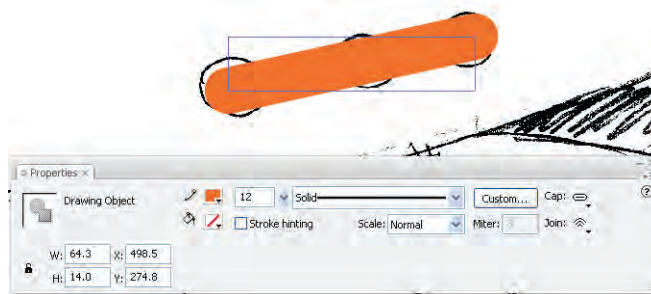 Properties ×
Drawing Object
12
Solid
Custom...
Cap:
Stroke hinting
Scale: Normal
Miter: 3
Join:
W: 64.3
X: 498.5
H: 14.0
Y: 274.8